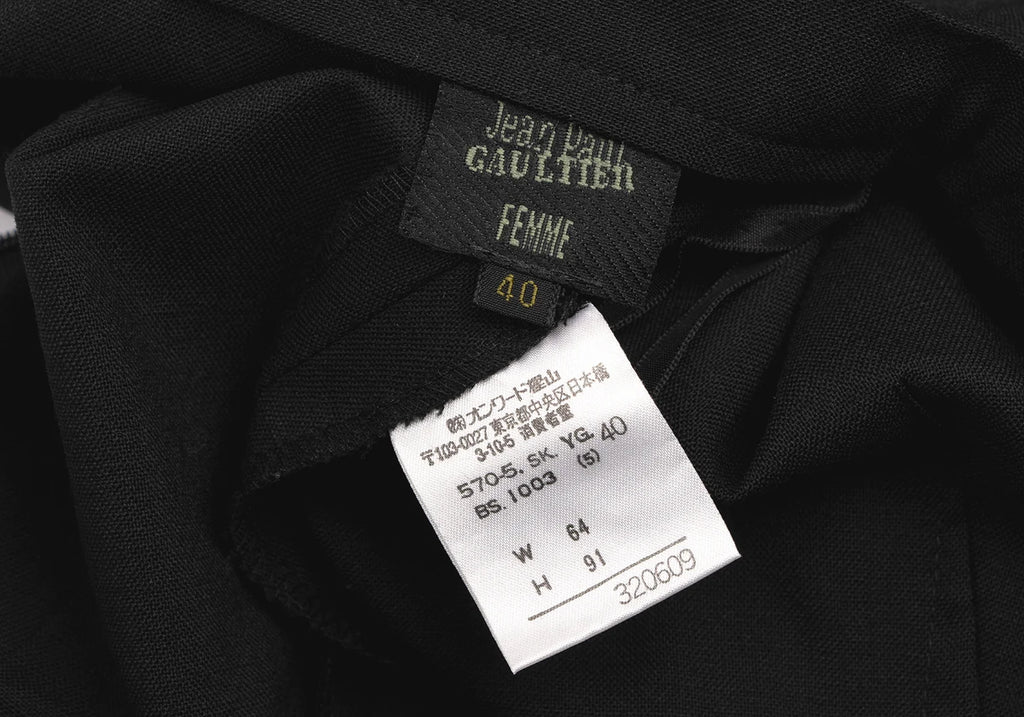 Jean Paul
GAULTIER
FEMME
40
㈱オンワード樫山
〒103-0027 東京都中央区日本橋
3-10-5 消費者室
570-5. SK. YG. 40
BS. 1003 (5)
W 64
H 91
320609